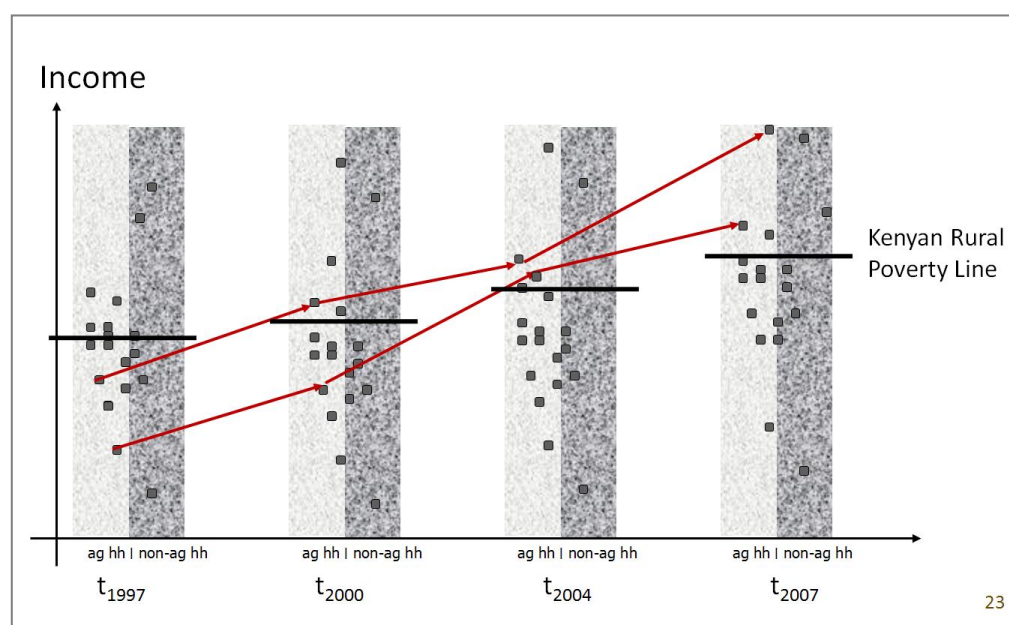 Income
Kenyan Rural
Poverty Line
ag hh | non-ag hh
ag hh | non-ag hh
ag hh | non-ag hh
ag hh | non-ag hh
t1997
t2000
t2004
t2007
23